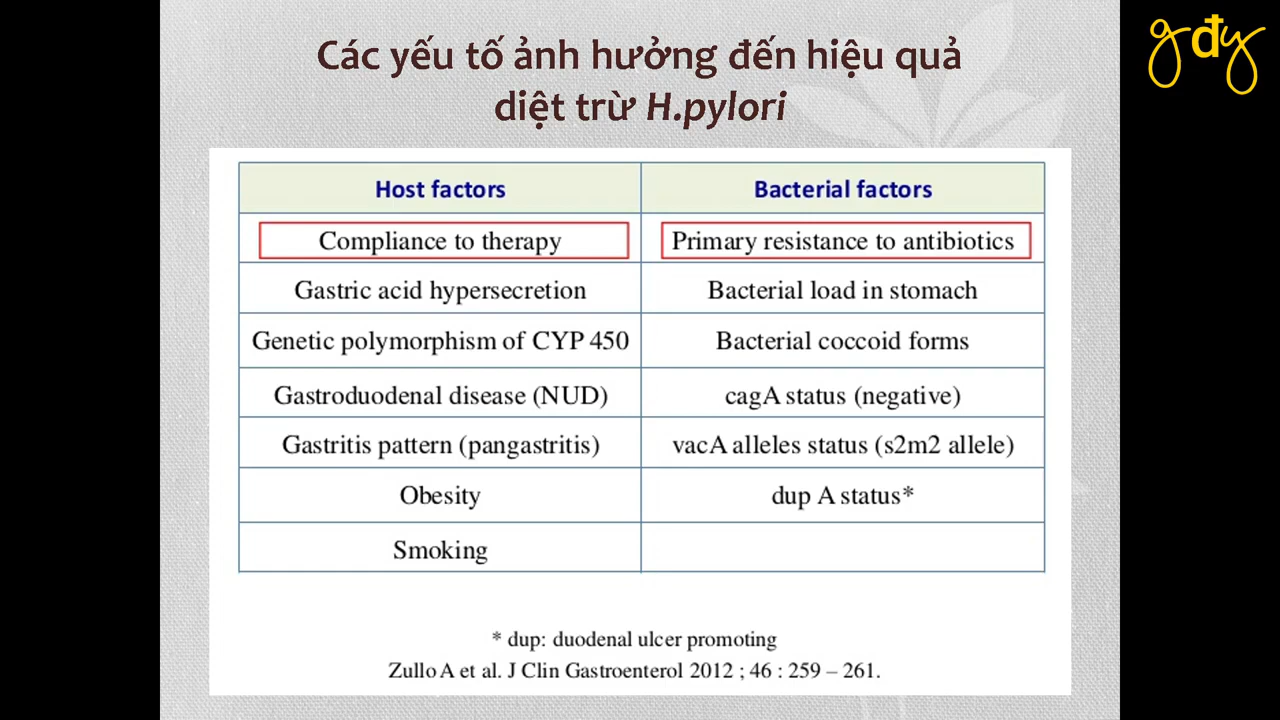 Các yếu tố ảnh hưởng đến hiệu quả
diệt trừ H.pylori
gđy
Host factors
Bacterial factors
Compliance to therapy
Primary resistance to antibiotics
Gastric acid hypersecretion
Bacterial load in stomach
Genetic polymorphism of CYP 450
Bacterial coccoid forms
Gastroduodenal disease (NUD)
cagA status (negative)
Gastritis pattern (pangastritis)
vacA alleles status (s2m2 allele)
Obesity
dup A status*
Smoking
* dup: duodenal ulcer promoting
Zullo A et al. J Clin Gastroenterol 2012 ; 46 : 259 – 261.